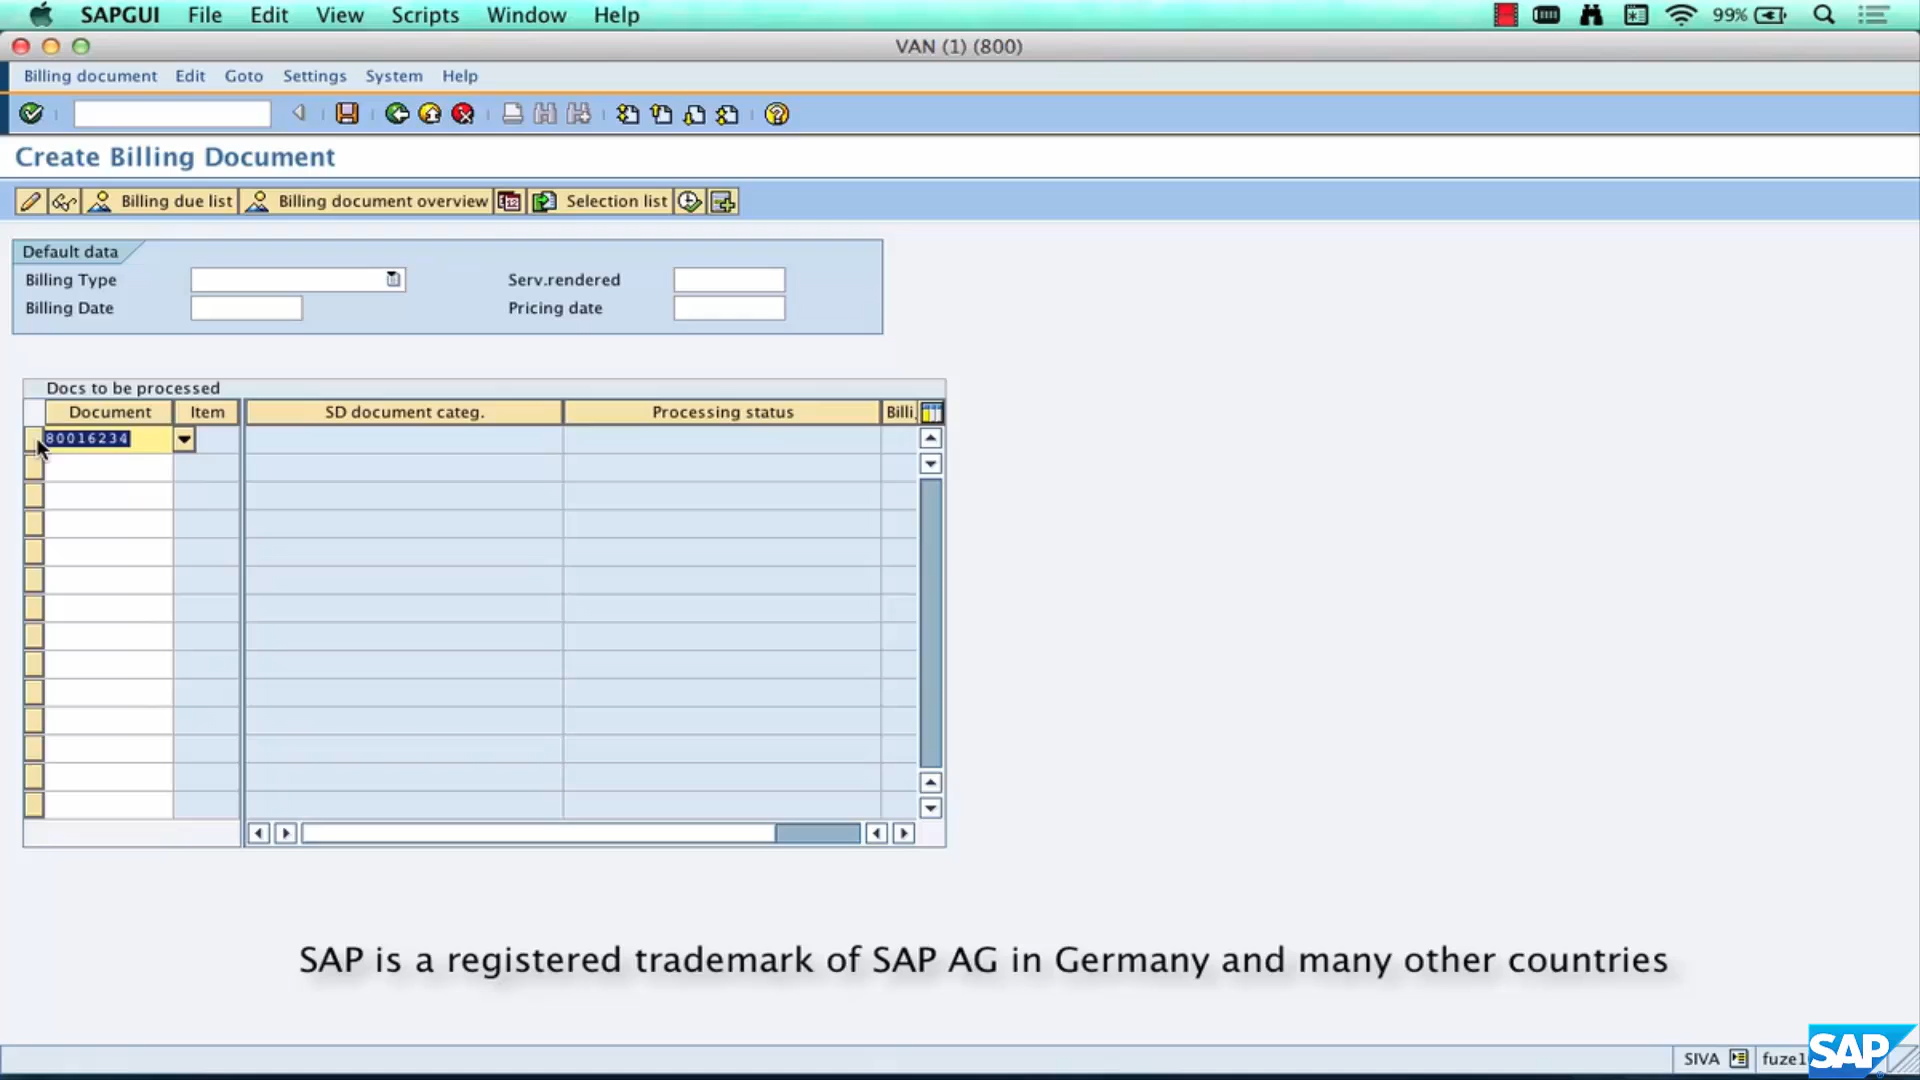 SAPGUI File Edit View Scripts Window Help 99%
VAN (1) (800)
Billing document Edit Goto Settings System Help
Create Billing Document
Billing due list Billing document overview Selection list
Default data
Billing Type Serv.rendered
Billing Date Pricing date
Docs to be processed
Document Item SD document categ. Processing status Billi.
80016234
SAP is a registered trademark of SAP AG in Germany and many other countries
SIVA fuze1 SAP